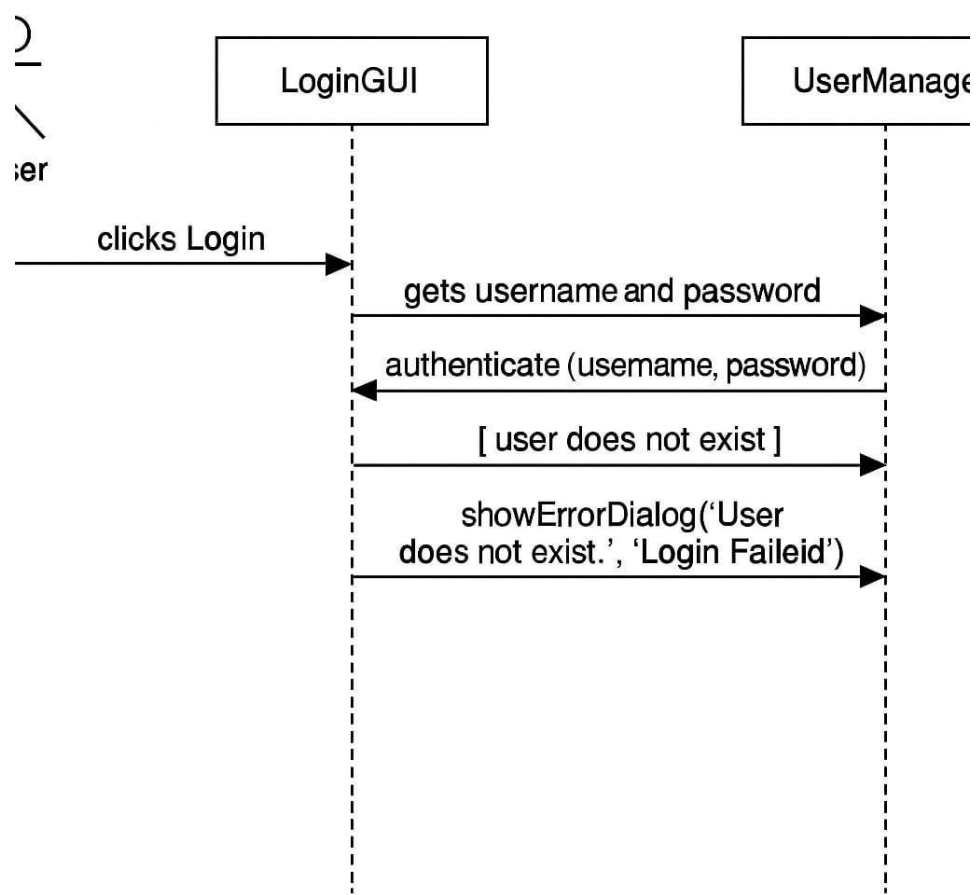 LoginGUI
UserManage
ser
clicks Login
gets username and password
authenticate (username, password)
[ user does not exist ]
showErrorDialog(‘User
does not exist.’, ‘Login Faileid’)